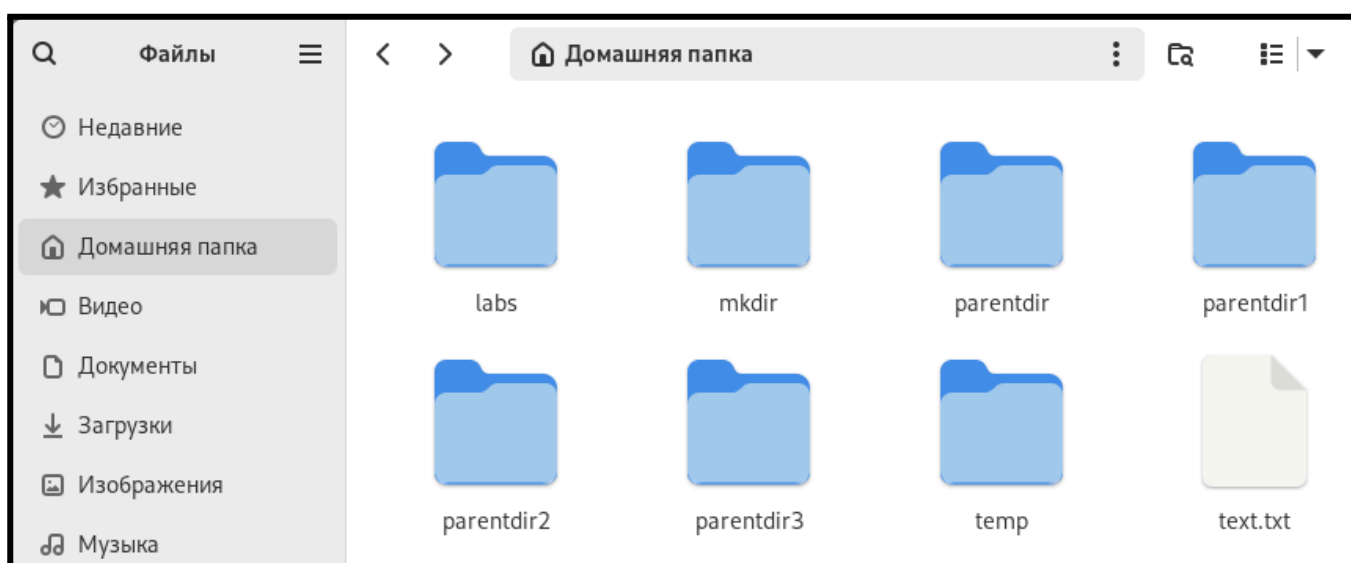 Файлы
Домашняя папка
Недавние
Избранные
Домашняя папка
Видео
Документы
Загрузки
Изображения
Музыка
labs mkdir parentdir parentdir1
parentdir2 parentdir3 temp text.txt